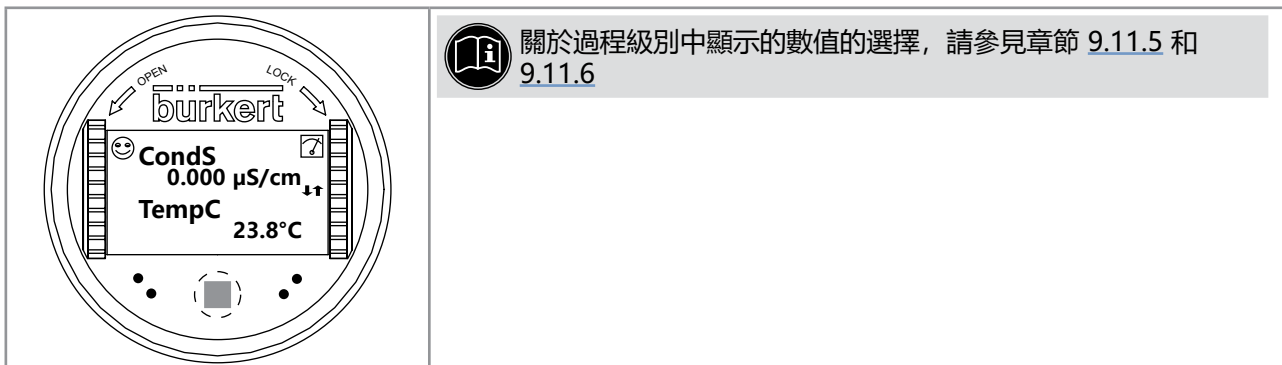 OPEN
LOCK
bürkert
CondS
0.000 µS/cm
TempC
23.8°C
關於過程級別中顯示的數值的選擇，請參見章節 9.11.5 和
9.11.6